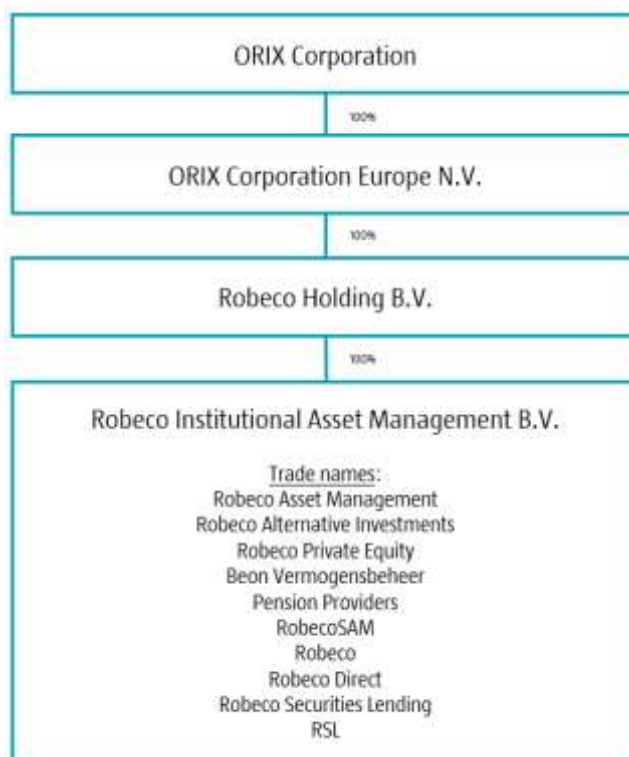 ORIX Corporation
100%
ORIX Corporation Europe N.V.
100%
Robeco Holding B.V.
100%
Robeco Institutional Asset Management B.V.
Trade names:
Robeco Asset Management
Robeco Alternative Investments
Robeco Private Equity
Beon Vermogensbeheer
Pension Providers
RobecoSAM
Robeco
Robeco Direct
Robeco Securities Lending
RSL